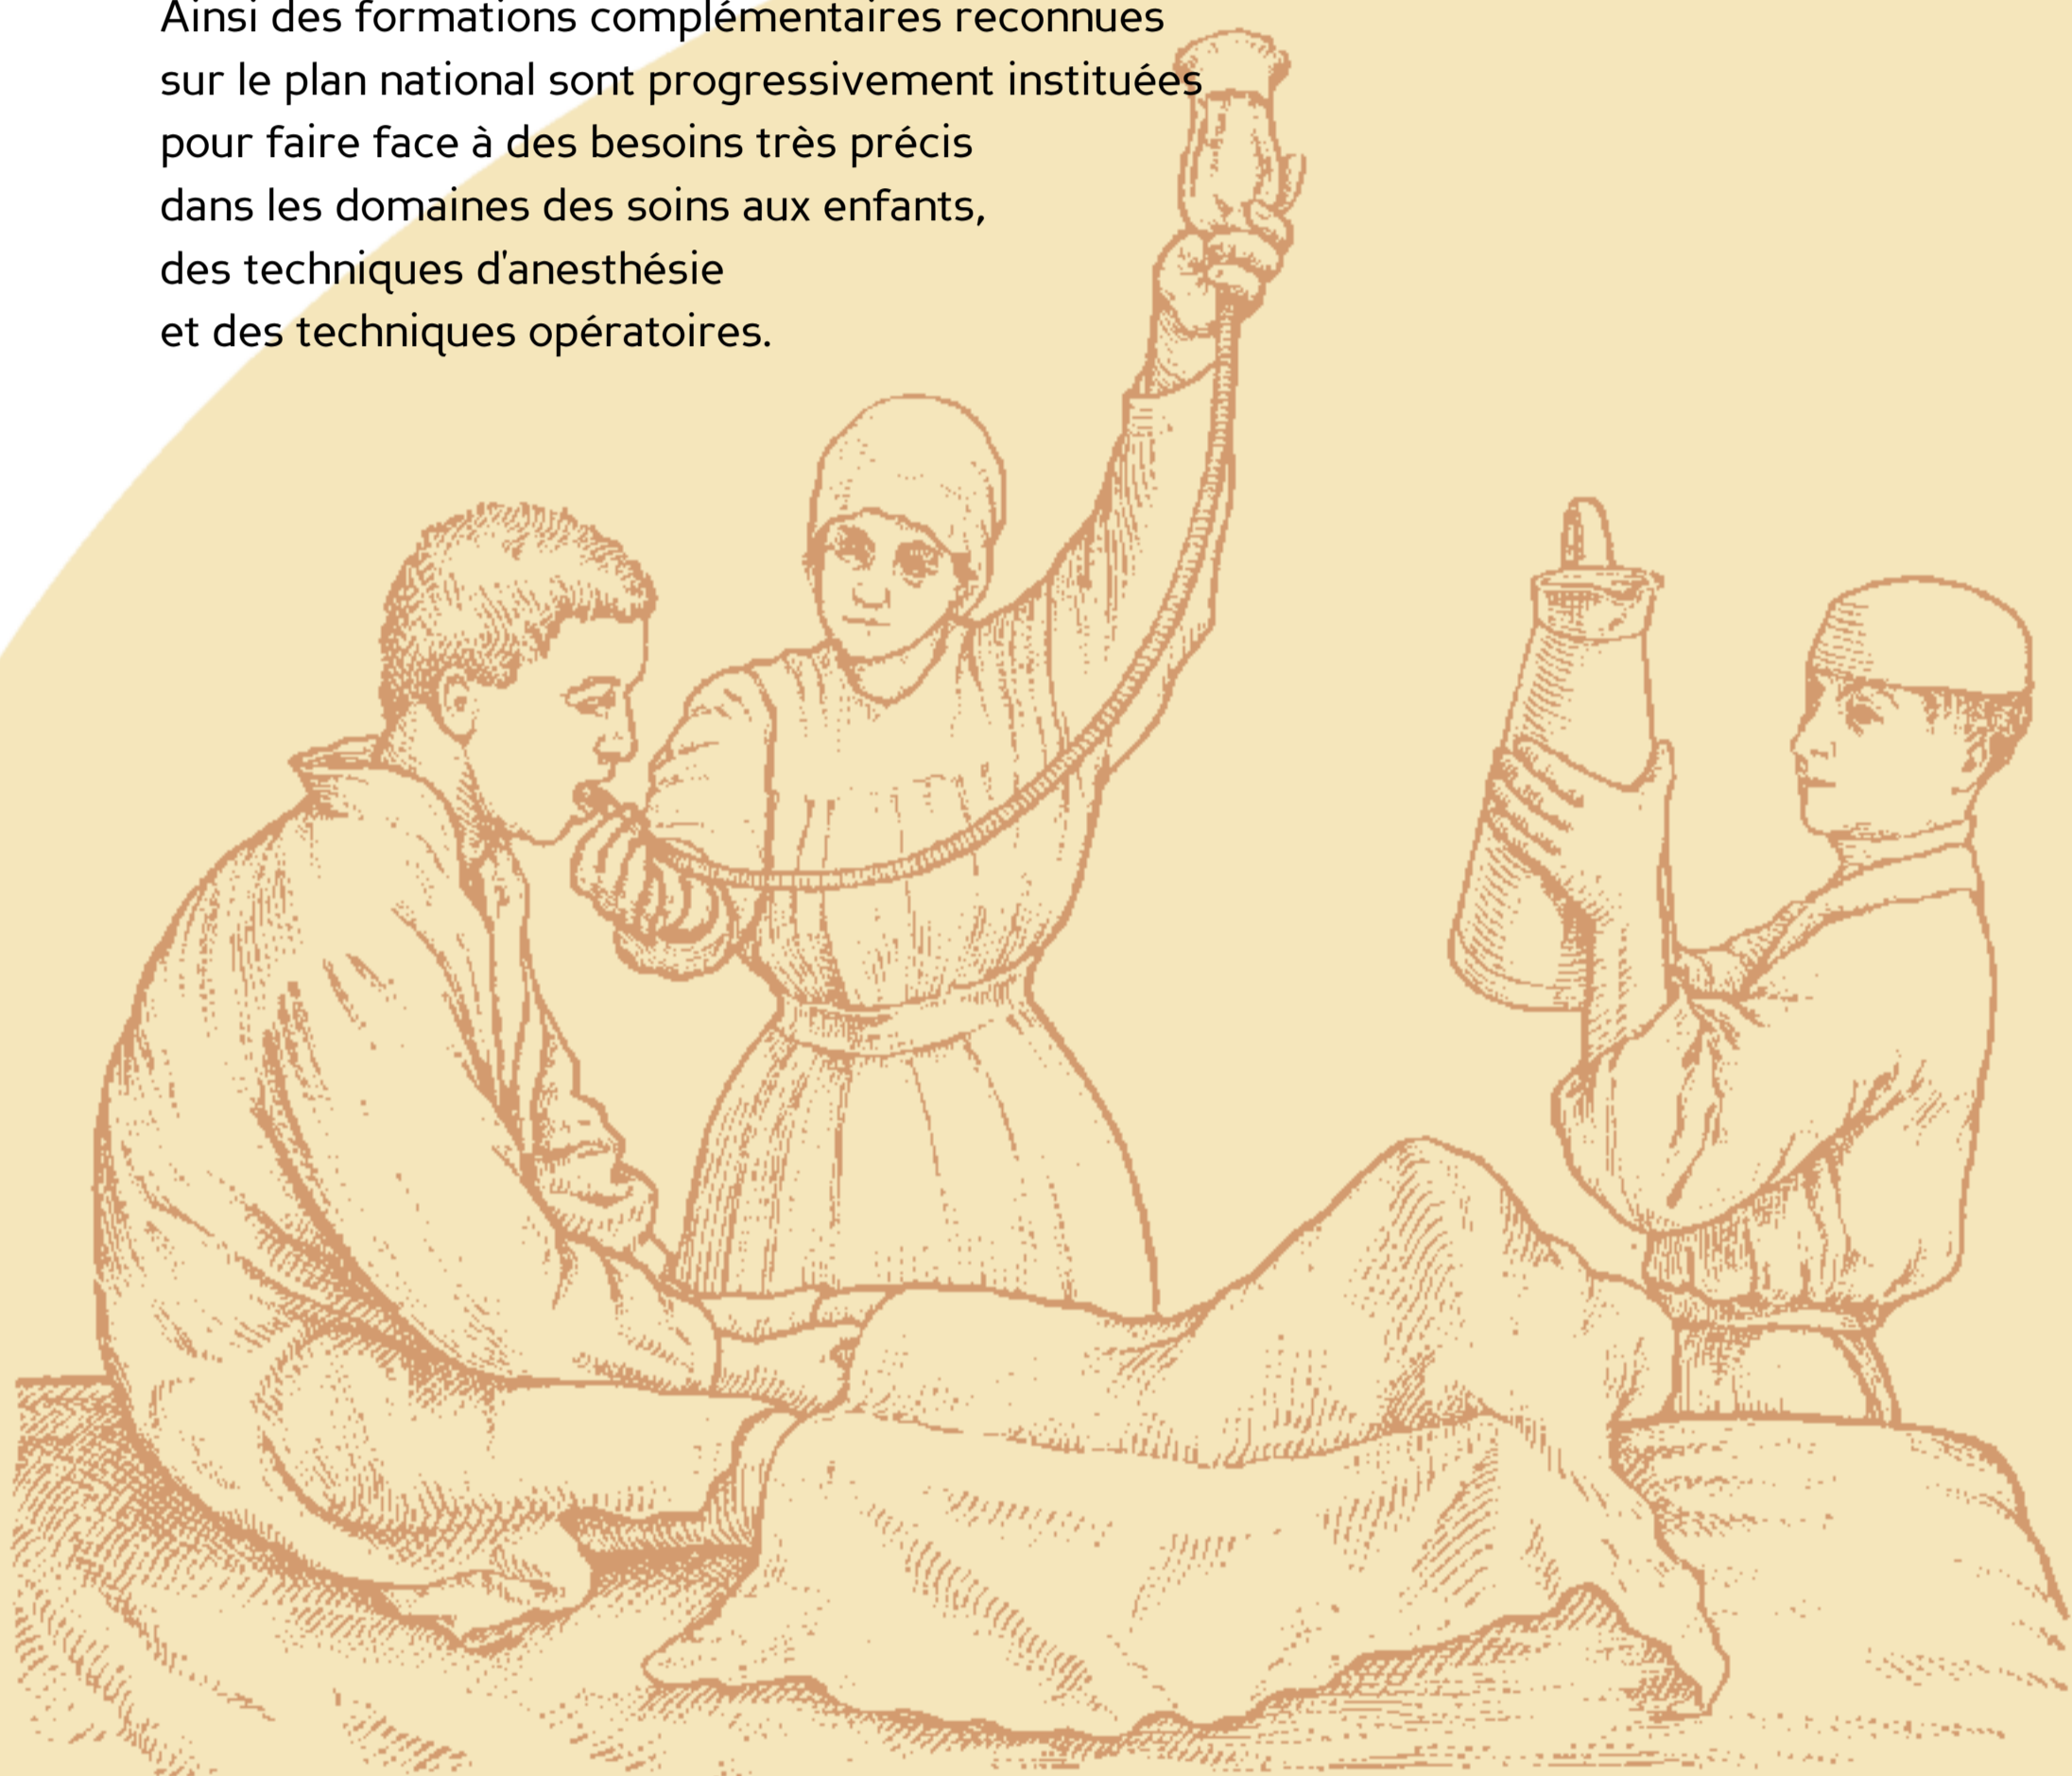 Ainsi des formations complémentaires reconnues
sur le plan national sont progressivement instituées
pour faire face à des besoins très précis
dans les domaines des soins aux enfants,
des techniques d'anesthésie
et des techniques opératoires.